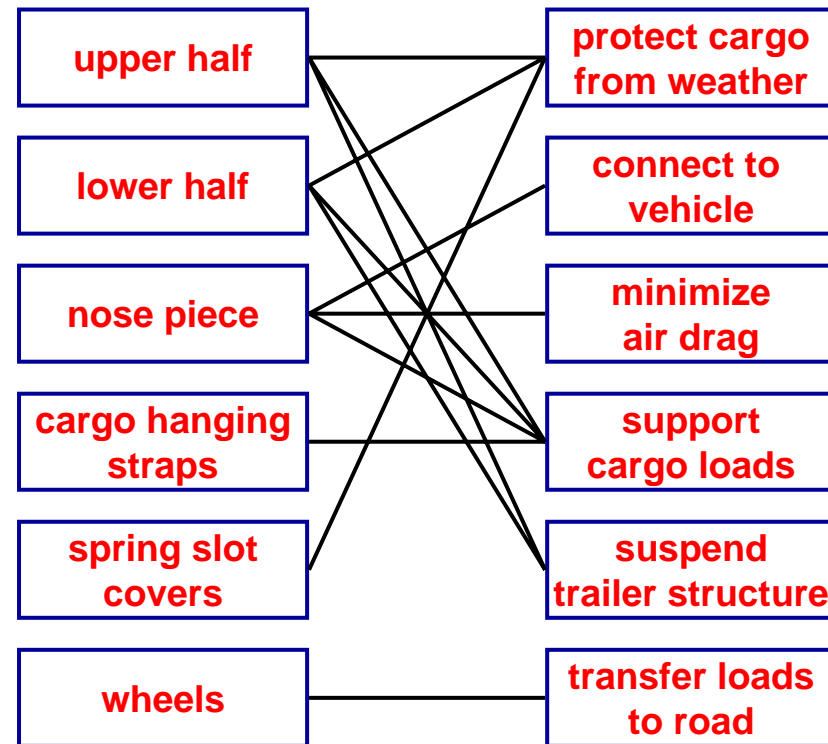 upper half
protect cargo
from weather
lower half
connect to
vehicle
nose piece
minimize
air drag
cargo hanging
straps
support
cargo loads
spring slot
covers
suspend
trailer structure
wheels
transfer loads
to road